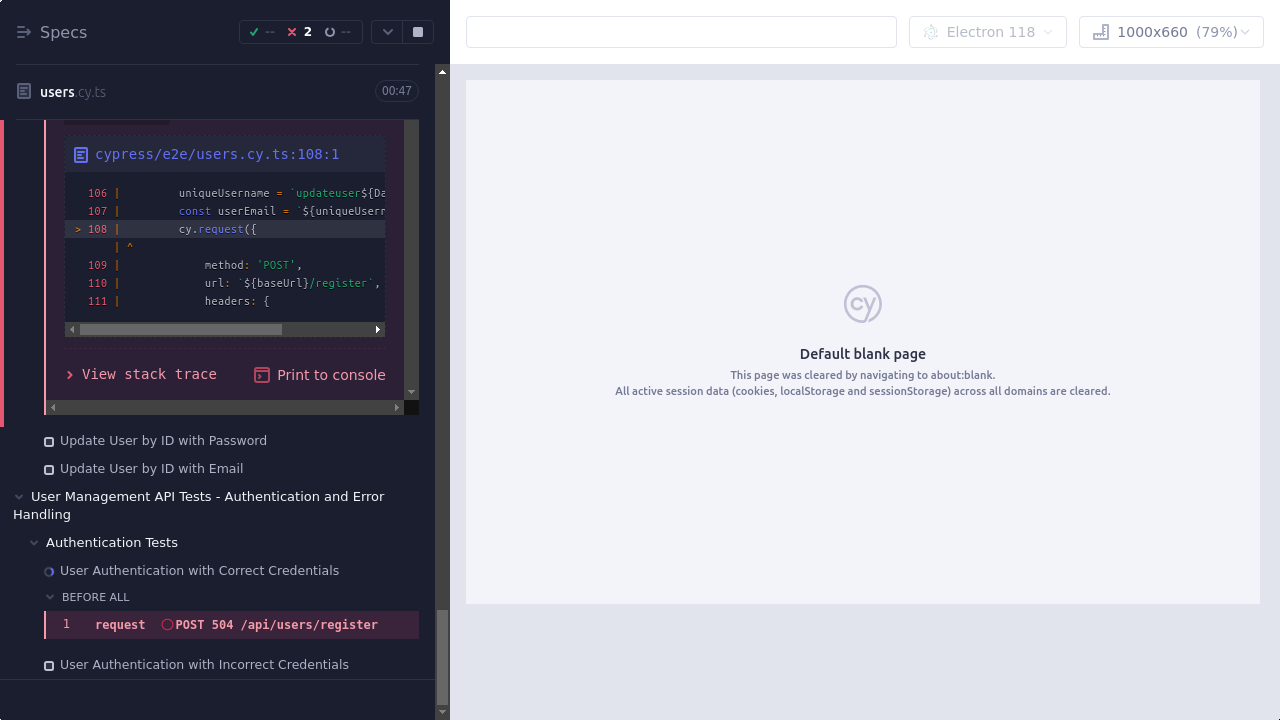 Specs
-- 2 --
Electron 118
1000x660 (79%)
users.cy.ts
00:47
cypress/e2e/users.cy.ts:108:1
106 | uniqueUsername = `updateuser${Da
107 | const userEmail = `${uniqueUsern
> 108 | cy.request({
| ^
109 | method: 'POST',
110 | url: `${baseUrl}/register`,
111 | headers: {
View stack trace
Print to console
Update User by ID with Password
Update User by ID with Email
User Management API Tests - Authentication and Error
Handling
Authentication Tests
User Authentication with Correct Credentials
BEFORE ALL
1 request POST 504 /api/users/register
User Authentication with Incorrect Credentials
cy
Default blank page
This page was cleared by navigating to about:blank.
All active session data (cookies, localStorage and sessionStorage) across all domains are cleared.